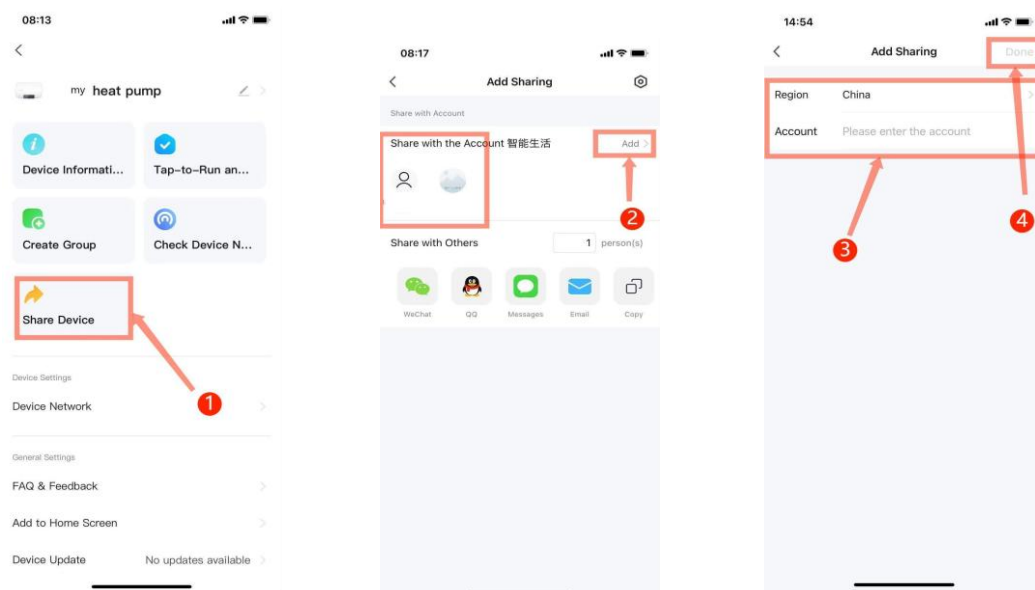 08:13
my heat pump
Device Informati...
Tap-to-Run an...
Create Group
Check Device N...
Share Device
1
Device Settings
Device Network
General Settings
FAQ & Feedback
Add to Home Screen
Device Update No updates available
08:17
Add Sharing
Share with Account
Share with the Account 智能生活 Add
2
Share with Others 1 person(s)
WeChat QQ Messages Email Copy
14:54
Add Sharing Done
Region China
Account Please enter the account
3
4